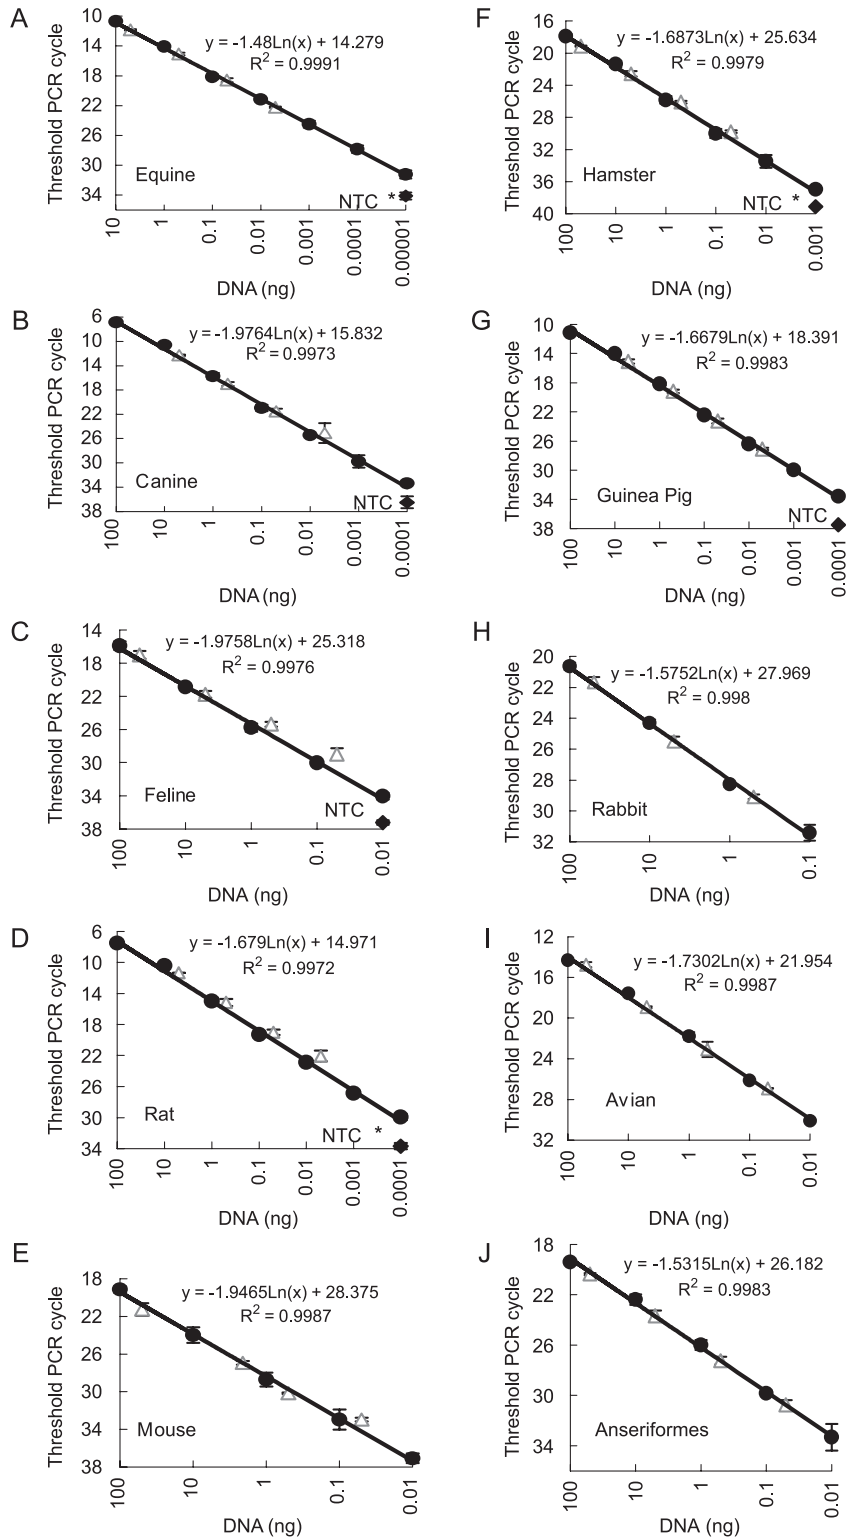 A
Threshold PCR cycle
10
14
18
22
26
30
34
y = -1.48Ln(x) + 14.279
R² = 0.9991
Equine
NTC *
10
1
0.1
0.01
0.001
0.0001
0.00001
DNA (ng)
B
Threshold PCR cycle
6
10
14
18
22
26
30
34
38
y = -1.9764Ln(x) + 15.832
R² = 0.9973
Canine
NTC
100
10
1
0.1
0.01
0.001
0.0001
DNA (ng)
C
Threshold PCR cycle
14
18
22
26
30
34
38
y = -1.9758Ln(x) + 25.318
R² = 0.9976
Feline
NTC
100
10
1
0.1
0.01
DNA (ng)
D
Threshold PCR cycle
6
10
14
18
22
26
30
34
y = -1.679Ln(x) + 14.971
R² = 0.9972
Rat
NTC *
100
10
1
0.1
0.01
0.001
0.0001
DNA (ng)
E
Threshold PCR cycle
18
22
26
30
34
38
y = -1.9465Ln(x) + 28.375
R² = 0.9987
Mouse
100
10
1
0.1
0.01
DNA (ng)
F
Threshold PCR cycle
16
20
24
28
32
36
40
y = -1.6873Ln(x) + 25.634
R² = 0.9979
Hamster
NTC *
100
10
1
0.1
01
0.001
DNA (ng)
G
Threshold PCR cycle
10
14
18
22
26
30
34
38
y = -1.6679Ln(x) + 18.391
R² = 0.9983
Guinea Pig
NTC
100
10
1
0.1
0.01
0.001
0.0001
DNA (ng)
H
Threshold PCR cycle
20
22
24
26
28
30
32
y = -1.5752Ln(x) + 27.969
R² = 0.998
Rabbit
100
10
1
0.1
DNA (ng)
I
Threshold PCR cycle
12
16
20
24
28
32
y = -1.7302Ln(x) + 21.954
R² = 0.9987
Avian
100
10
1
0.1
0.01
DNA (ng)
J
Threshold PCR cycle
18
22
26
30
34
y = -1.5315Ln(x) + 26.182
R² = 0.9983
Anseriformes
100
10
1
0.1
0.01
DNA (ng)